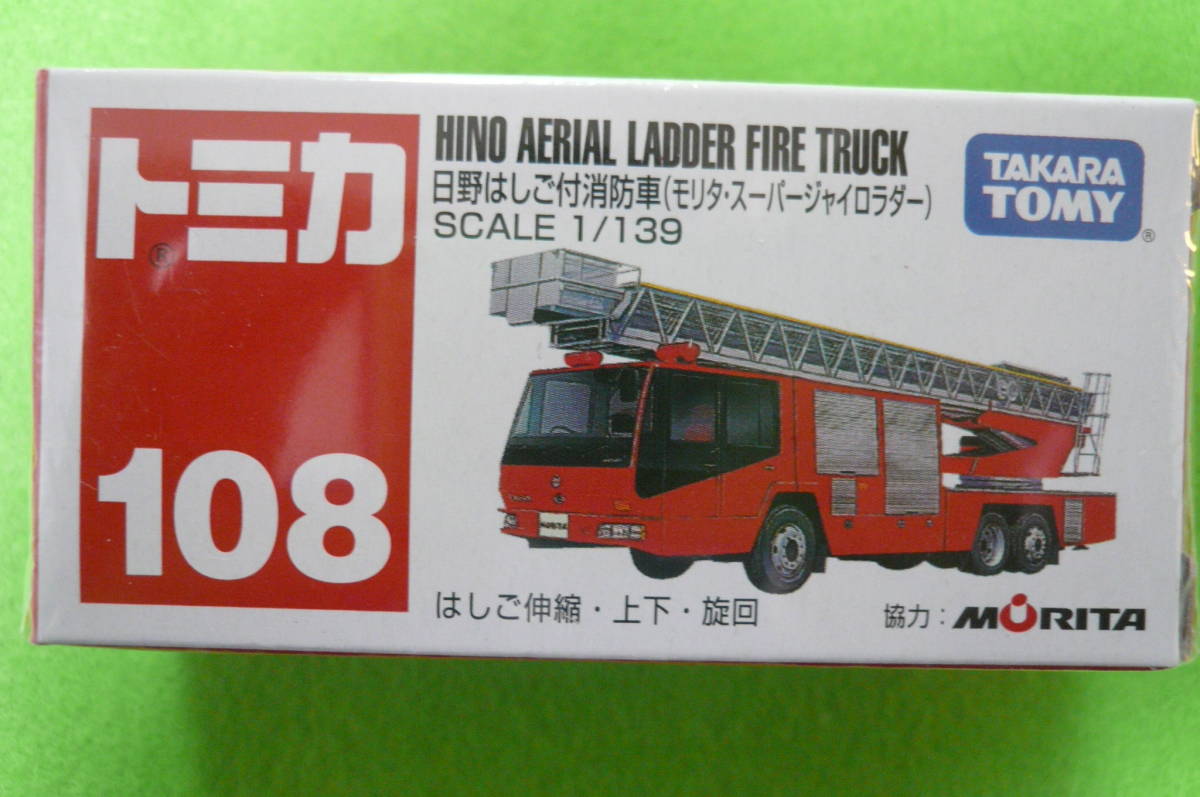 トミカ
®
108
HINO AERIAL LADDER FIRE TRUCK
日野はしご付消防車(モリタ・スーパージャイロラダー)
SCALE 1/139
TAKARA
TOMY
®
MORITA
はしご伸縮・上下・旋回
協力:MORITA